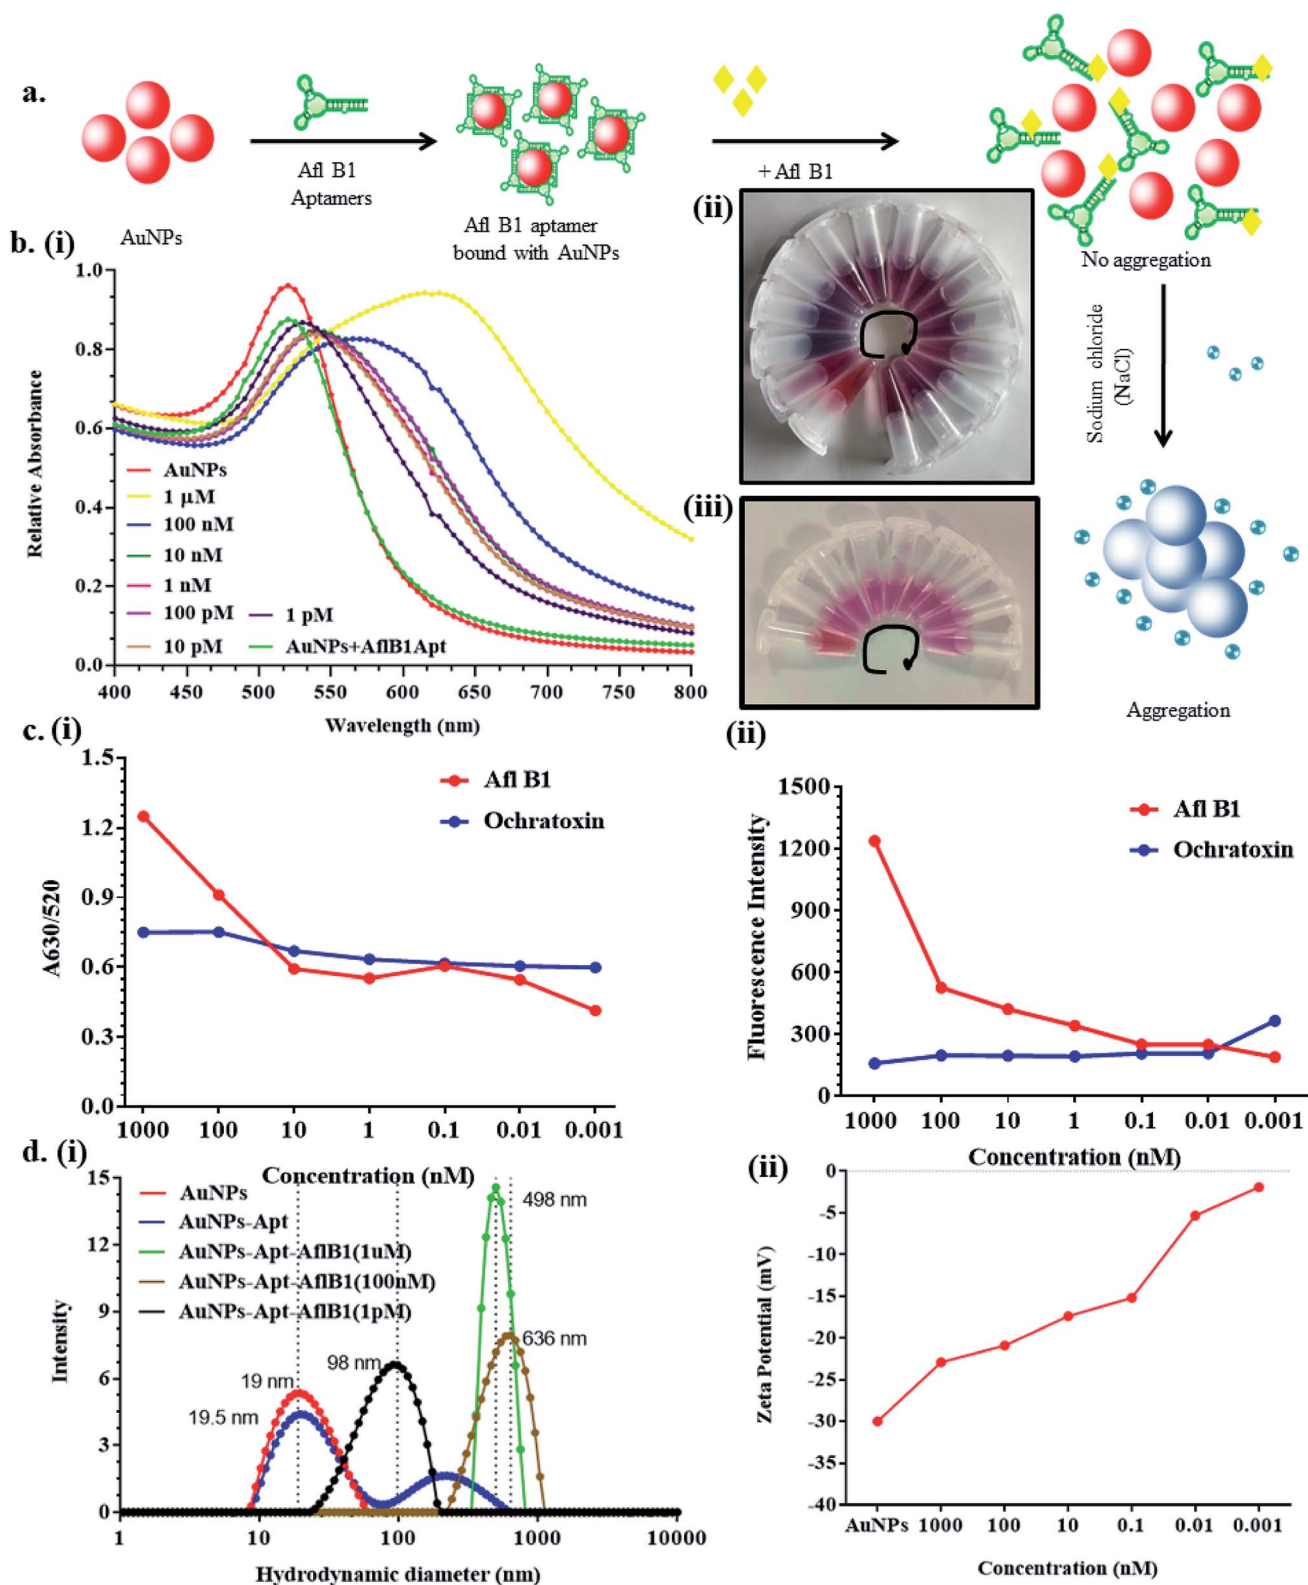 a.
AuNPs
Afl B1
Aptamers
Afl B1 aptamer
bound with AuNPs
+ Afl B1
No aggregation
Sodium chloride
(NaCl)
Aggregation
b. (i)
1.0
0.8
0.6
0.4
0.2
0.0
Relative Absorbance
AuNPs
1 μM
100 nM
10 nM
1 nM
100 pM
10 pM
1 pM
AuNPs+AflB1Apt
400 450 500 550 600 650 700 750 800
Wavelength (nm)
(ii)
(iii)
c. (i)
1.5
1.2
0.9
0.6
0.3
0.0
A630/520
Afl B1
Ochratoxin
1000 100 10 1 0.1 0.01 0.001
Concentration (nM)
(ii)
1500
1200
900
600
300
0
Fluorescence Intensity
Afl B1
Ochratoxin
1000 100 10 1 0.1 0.01 0.001
Concentration (nM)
d. (i)
15
12
9
6
3
0
Intensity
AuNPs
AuNPs-Apt
AuNPs-Apt-AflB1(1uM)
AuNPs-Apt-AflB1(100nM)
AuNPs-Apt-AflB1(1pM)
498 nm
636 nm
98 nm
19 nm
19.5 nm
1 10 100 1000 10000
Hydrodynamic diameter (nm)
(ii)
0
-5
-10
-15
-20
-25
-30
-35
-40
Zeta Potential (mV)
AuNPs 1000 100 10 0.1 0.01 0.001
Concentration (nM)